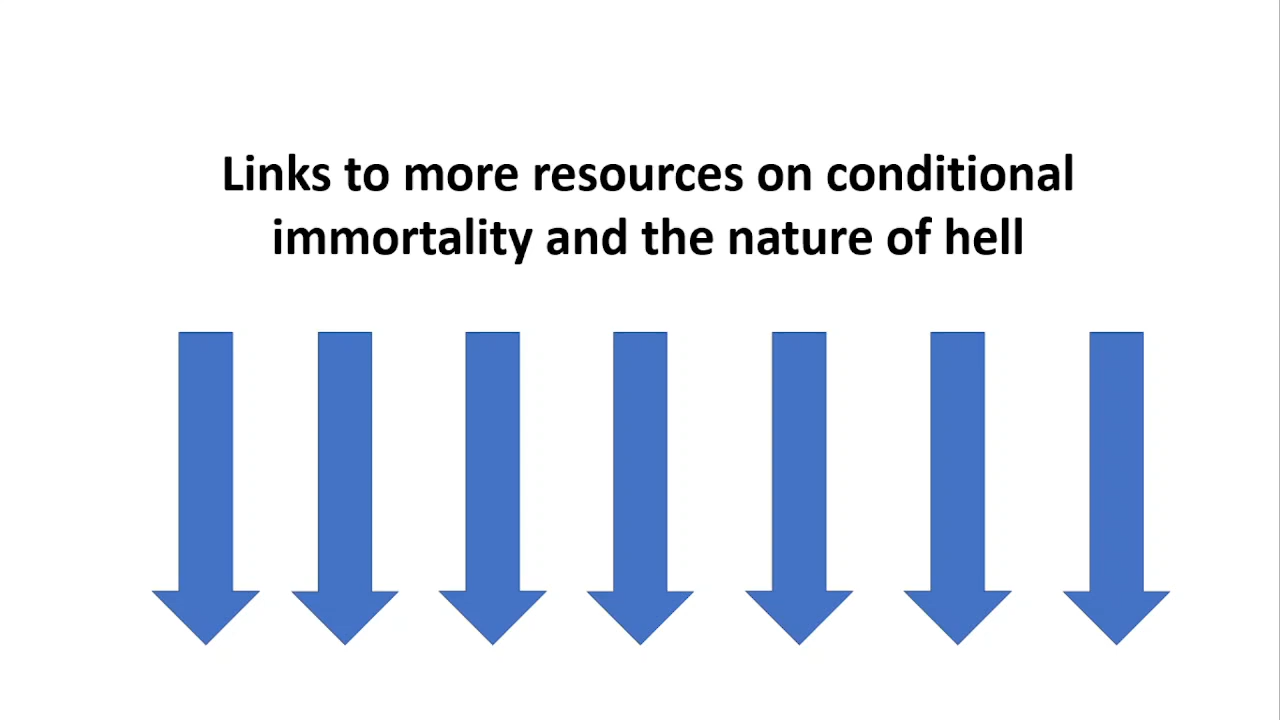 Links to more resources on conditional
immortality and the nature of hell